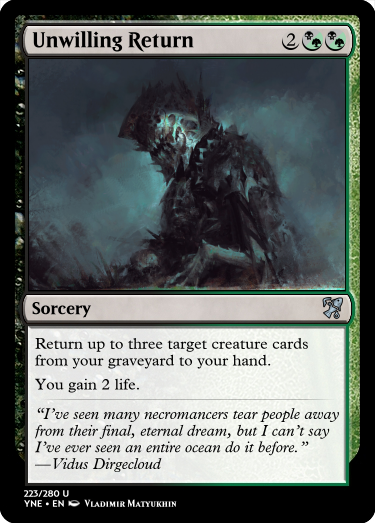 Unwilling Return 2
Sorcery
Return up to three target creature cards
from your graveyard to your hand.
You gain 2 life.
“I’ve seen many necromancers tear people away
from their final, eternal dream, but I can’t say
I’ve ever seen an entire ocean do it before.”
—Vidus Dirgecloud
223/280 U
YNE • EN Vladimir Matyukhin